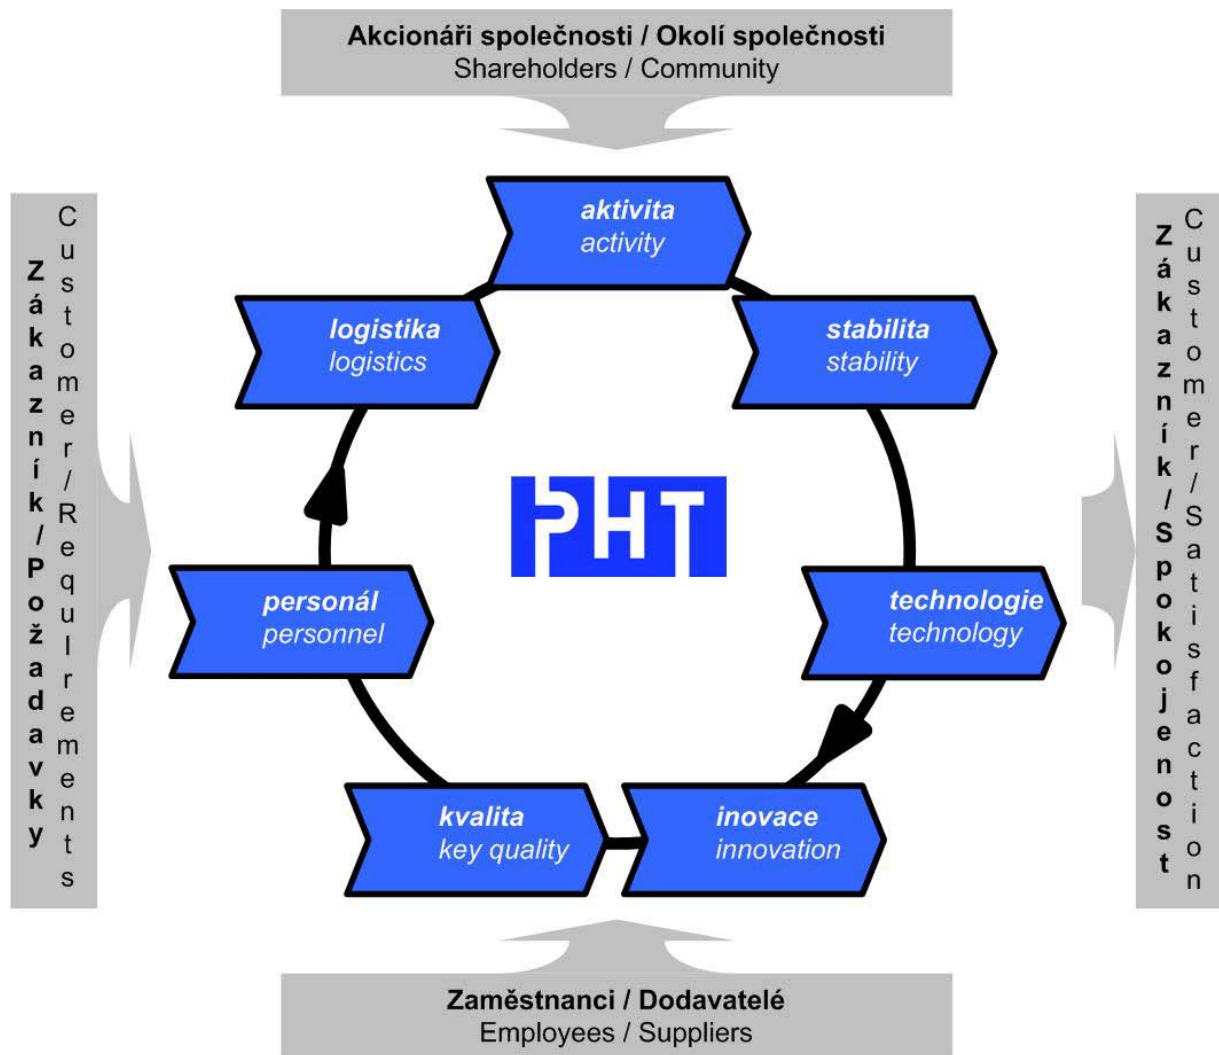 Akcionáři společnosti / Okolí společnosti
Shareholders / Community
Zákazník/Požadavky
Customer/RequIrements
aktivita
activity
logistika
logistics
stabilita
stability
PHT
personál
personnel
technologie
technology
kvalita
key quality
inovace
innovation
Zákazník/Spokojenost
Customer/Satisfaction
Zaměstnanci / Dodavatelé
Employees / Suppliers